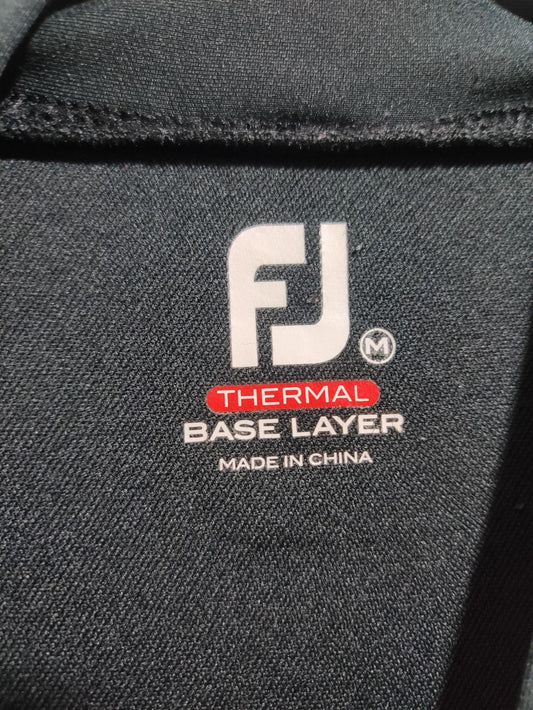 FJ
M
THERMAL
BASE LAYER
MADE IN CHINA